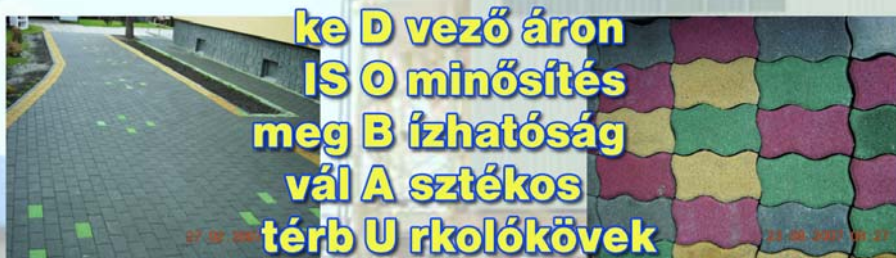 ke D vező áron
IS O minősítés
meg B ízhatóság
vál A sztékos
térb U rkolókövek